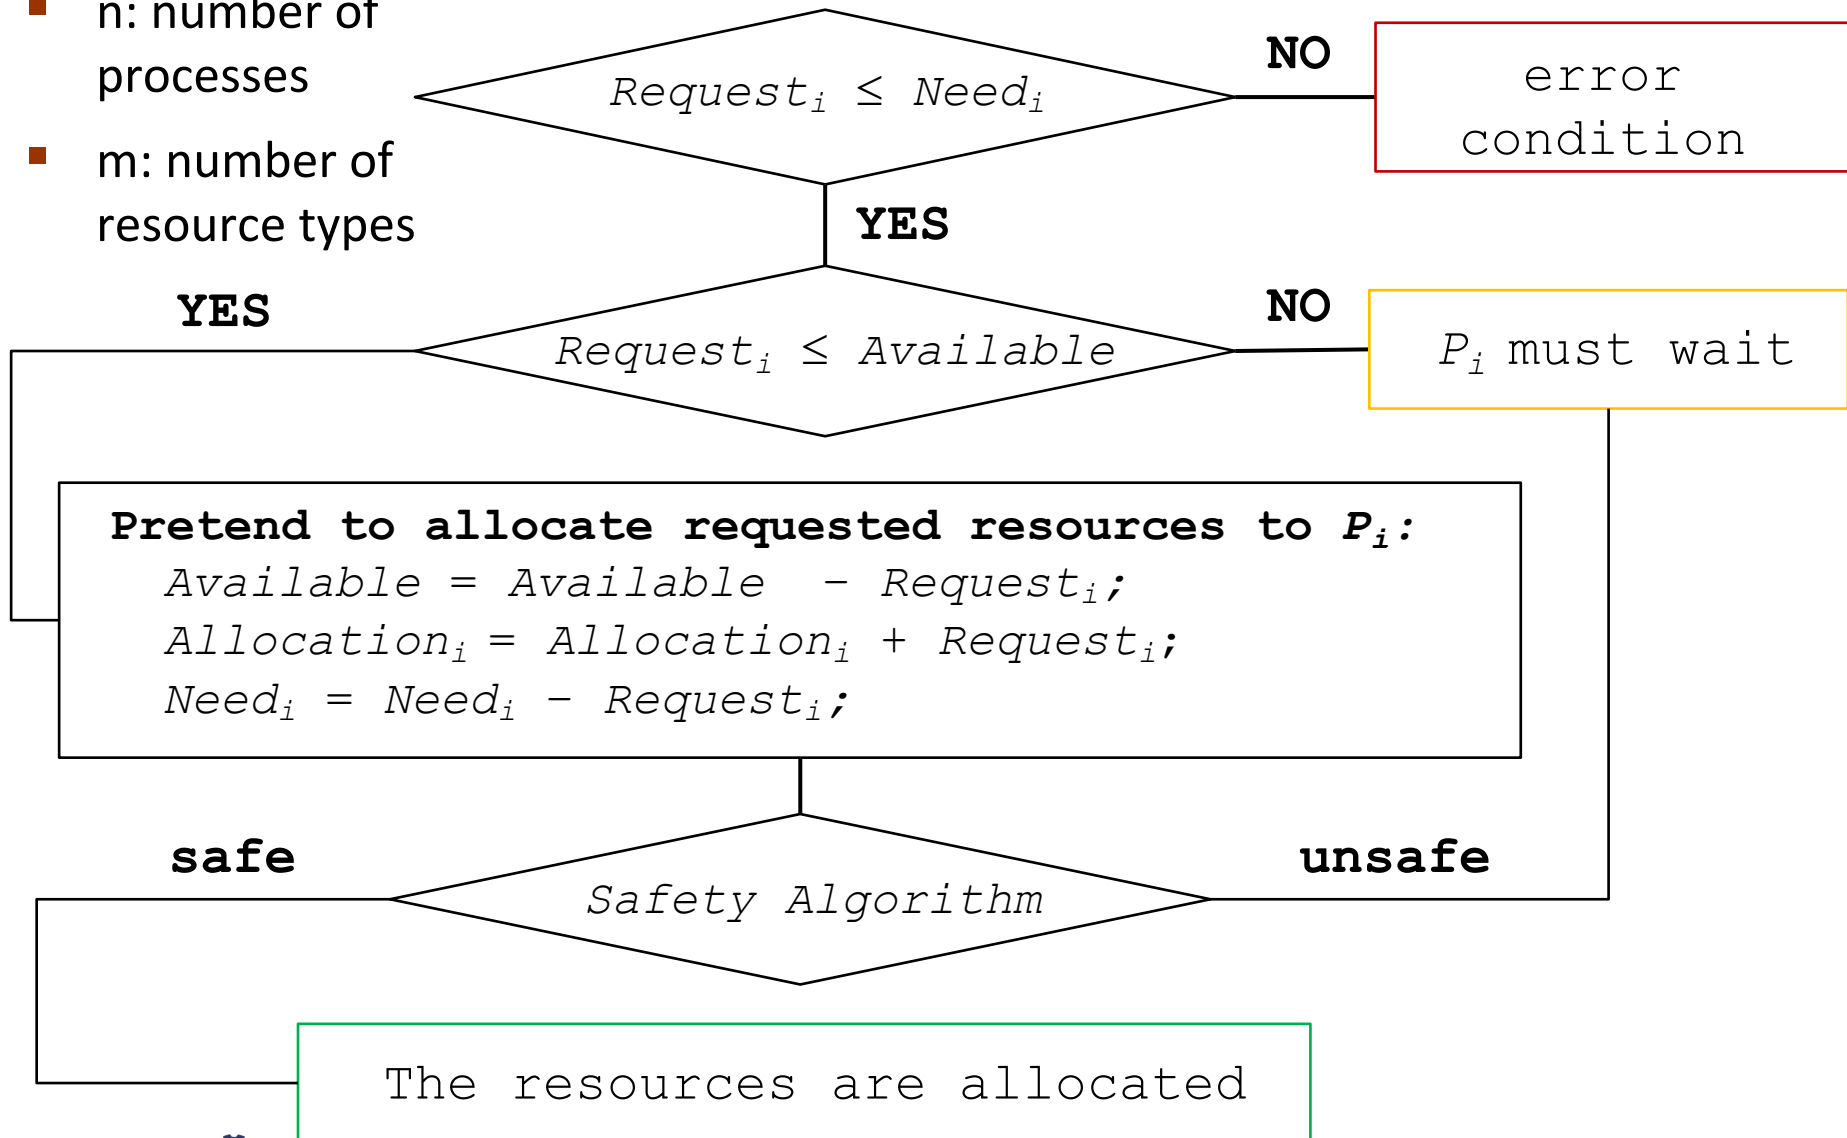 n: number of
processes
m: number of
resource types
Requestᵢ ≤ Needᵢ
NO
error
condition
YES
YES
Requestᵢ ≤ Available
NO
Pᵢ must wait
Pretend to allocate requested resources to Pᵢ:
Available = Available - Requestᵢ;
Allocationᵢ = Allocationᵢ + Requestᵢ;
Needᵢ = Needᵢ - Requestᵢ;
safe
Safety Algorithm
unsafe
The resources are allocated